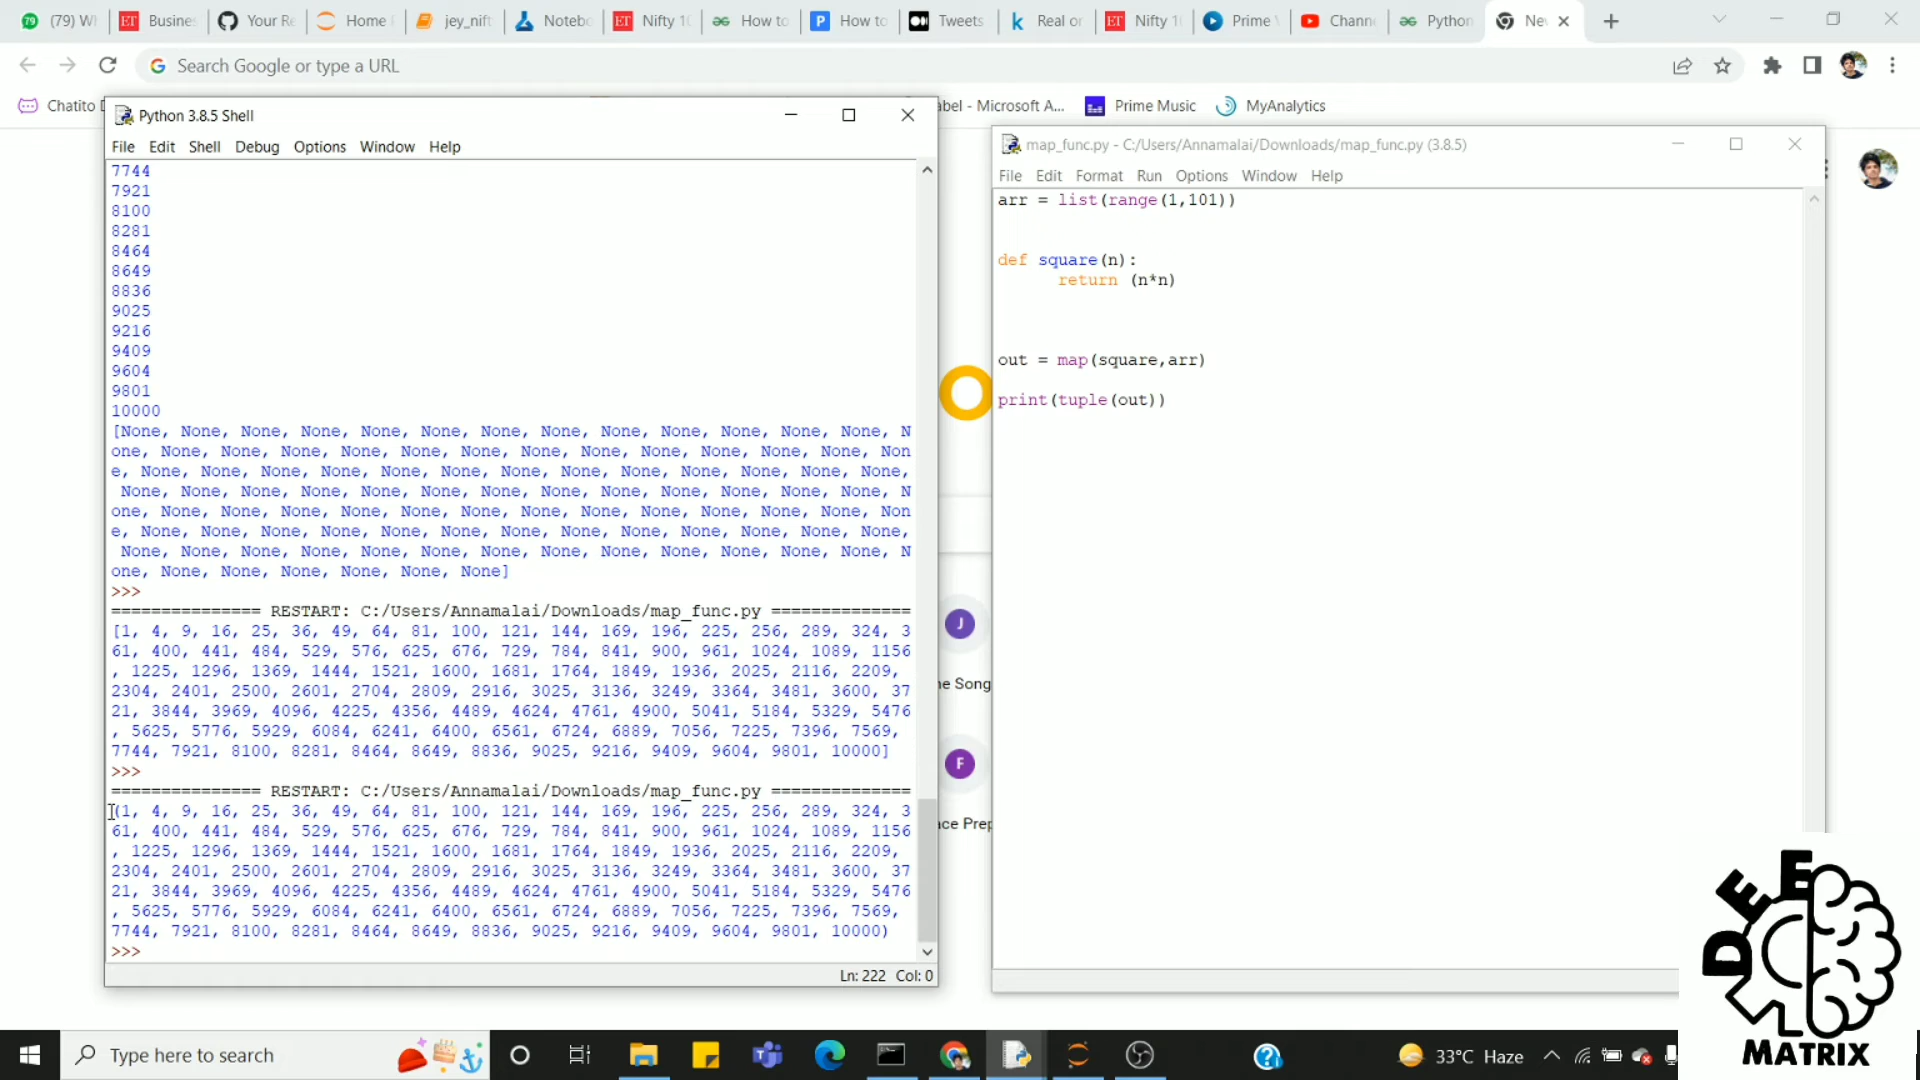 (79) W
Busine
Your Re
Home
jey_nift
Notebo
Nifty 10
How to
How to
Tweets
Real or
Nifty 1
Prime V
Chann
Python
Ne
Search Google or type a URL
Chatito D
abel - Microsoft A...
Prime Music
MyAnalytics
Python 3.8.5 Shell
File Edit Shell Debug Options Window Help
7744
7921
8100
8281
8464
8649
8836
9025
9216
9409
9604
9801
10000
[None, None, None, None, None, None, None, None, None, None, None, None, None, N
one, None, None, None, None, None, None, None, None, None, None, None, None, Non
e, None, None, None, None, None, None, None, None, None, None, None, None, None,
 None, None, None, None, None, None, None, None, None, None, None, None, None, N
one, None, None, None, None, None, None, None, None, None, None, None, None, Non
e, None, None, None, None, None, None, None, None, None, None, None, None, None,
 None, None, None, None, None, None, None, None, None, None, None, None, None, N
one, None, None, None, None, None, None]
>>>
=============== RESTART: C:/Users/Annamalai/Downloads/map_func.py ==============
[1, 4, 9, 16, 25, 36, 49, 64, 81, 100, 121, 144, 169, 196, 225, 256, 289, 324, 3
61, 400, 441, 484, 529, 576, 625, 676, 729, 784, 841, 900, 961, 1024, 1089, 1156
, 1225, 1296, 1369, 1444, 1521, 1600, 1681, 1764, 1849, 1936, 2025, 2116, 2209,
2304, 2401, 2500, 2601, 2704, 2809, 2916, 3025, 3136, 3249, 3364, 3481, 3600, 37
21, 3844, 3969, 4096, 4225, 4356, 4489, 4624, 4761, 4900, 5041, 5184, 5329, 5476
, 5625, 5776, 5929, 6084, 6241, 6400, 6561, 6724, 6889, 7056, 7225, 7396, 7569,
7744, 7921, 8100, 8281, 8464, 8649, 8836, 9025, 9216, 9409, 9604, 9801, 10000]
>>>
=============== RESTART: C:/Users/Annamalai/Downloads/map_func.py ==============
(1, 4, 9, 16, 25, 36, 49, 64, 81, 100, 121, 144, 169, 196, 225, 256, 289, 324, 3
61, 400, 441, 484, 529, 576, 625, 676, 729, 784, 841, 900, 961, 1024, 1089, 1156
, 1225, 1296, 1369, 1444, 1521, 1600, 1681, 1764, 1849, 1936, 2025, 2116, 2209,
2304, 2401, 2500, 2601, 2704, 2809, 2916, 3025, 3136, 3249, 3364, 3481, 3600, 37
21, 3844, 3969, 4096, 4225, 4356, 4489, 4624, 4761, 4900, 5041, 5184, 5329, 5476
, 5625, 5776, 5929, 6084, 6241, 6400, 6561, 6724, 6889, 7056, 7225, 7396, 7569,
7744, 7921, 8100, 8281, 8464, 8649, 8836, 9025, 9216, 9409, 9604, 9801, 10000)
>>>
Ln: 222 Col: 0
J
ne Song
F
ace Prep
map_func.py - C:/Users/Annamalai/Downloads/map_func.py (3.8.5)
File Edit Format Run Options Window Help
arr = list(range(1,101))
def square(n):
return (n*n)
out = map(square,arr)
print(tuple(out))
DEE
MATRIX
Type here to search
33°C Haze